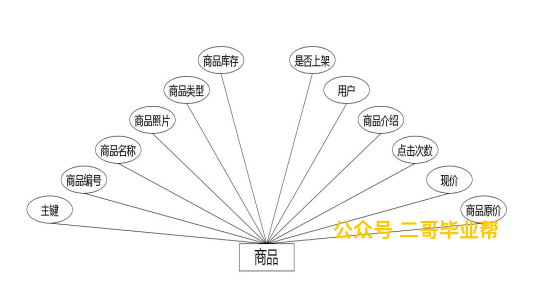 商品库存
是否上架
商品类型
用户
商品照片
商品介绍
商品名称
点击次数
商品编号
现价
主键
商品原价
公众号 二哥毕业帮
商品